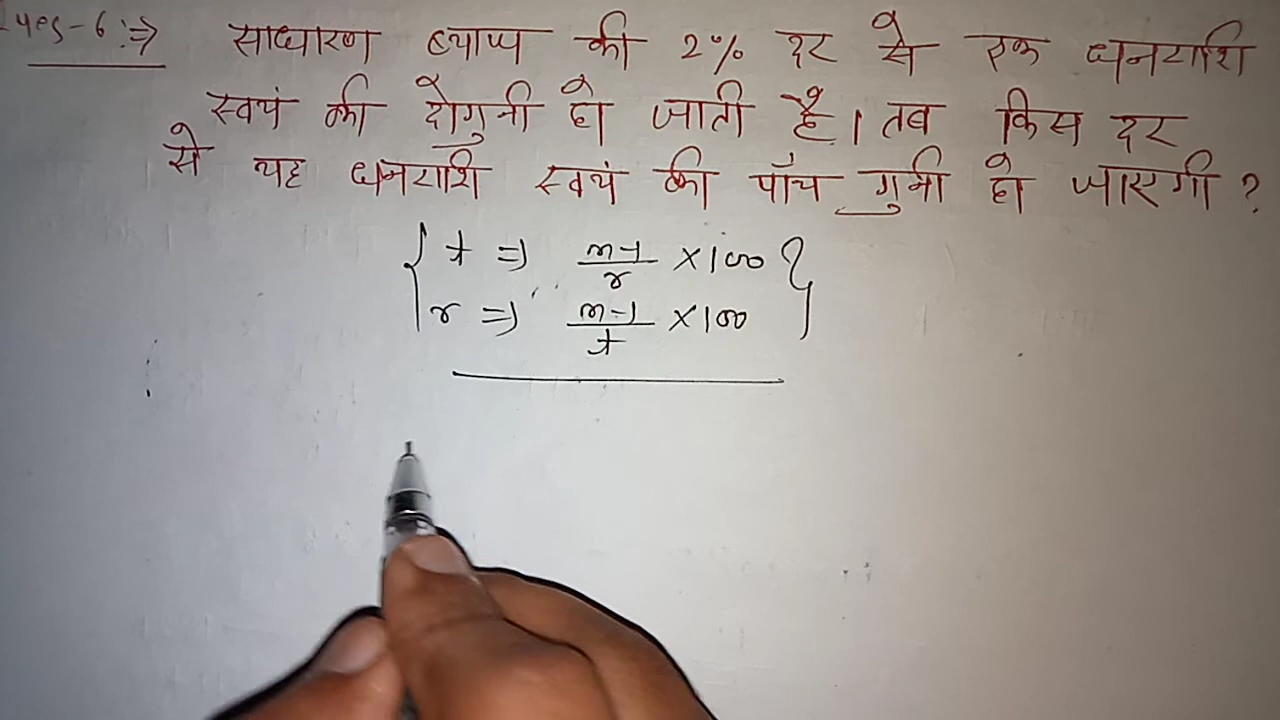 Ques-6 :⇒ साधारण ब्याज की 2% दर से एक धनराशि
स्वयं की दोगुनी हो जाती है। तब किस दर
से यह धनराशि स्वयं की पाँच गुनी हो जाएगी ?
{ t ⇒ n-1/r × 100 }
{ r ⇒ n-1/t × 100 }